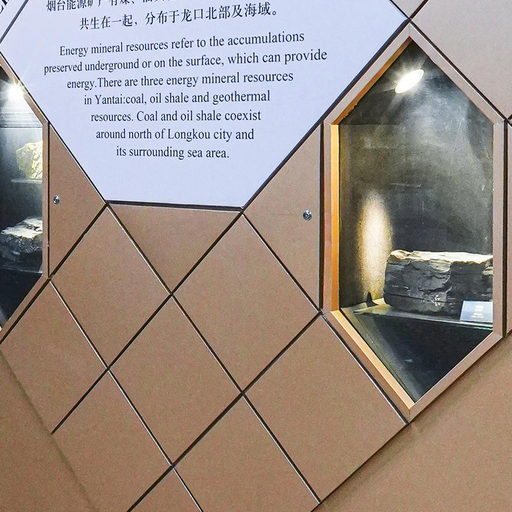 共生在一起，分布于龙口北部及海域。
Energy mineral resources refer to the accumulations
preserved underground or on the surface, which can provide
energy.There are three energy mineral resources
in Yantai:coal, oil shale and geothermal
resources. Coal and oil shale coexist
around north of Longkou city and
its surrounding sea area.